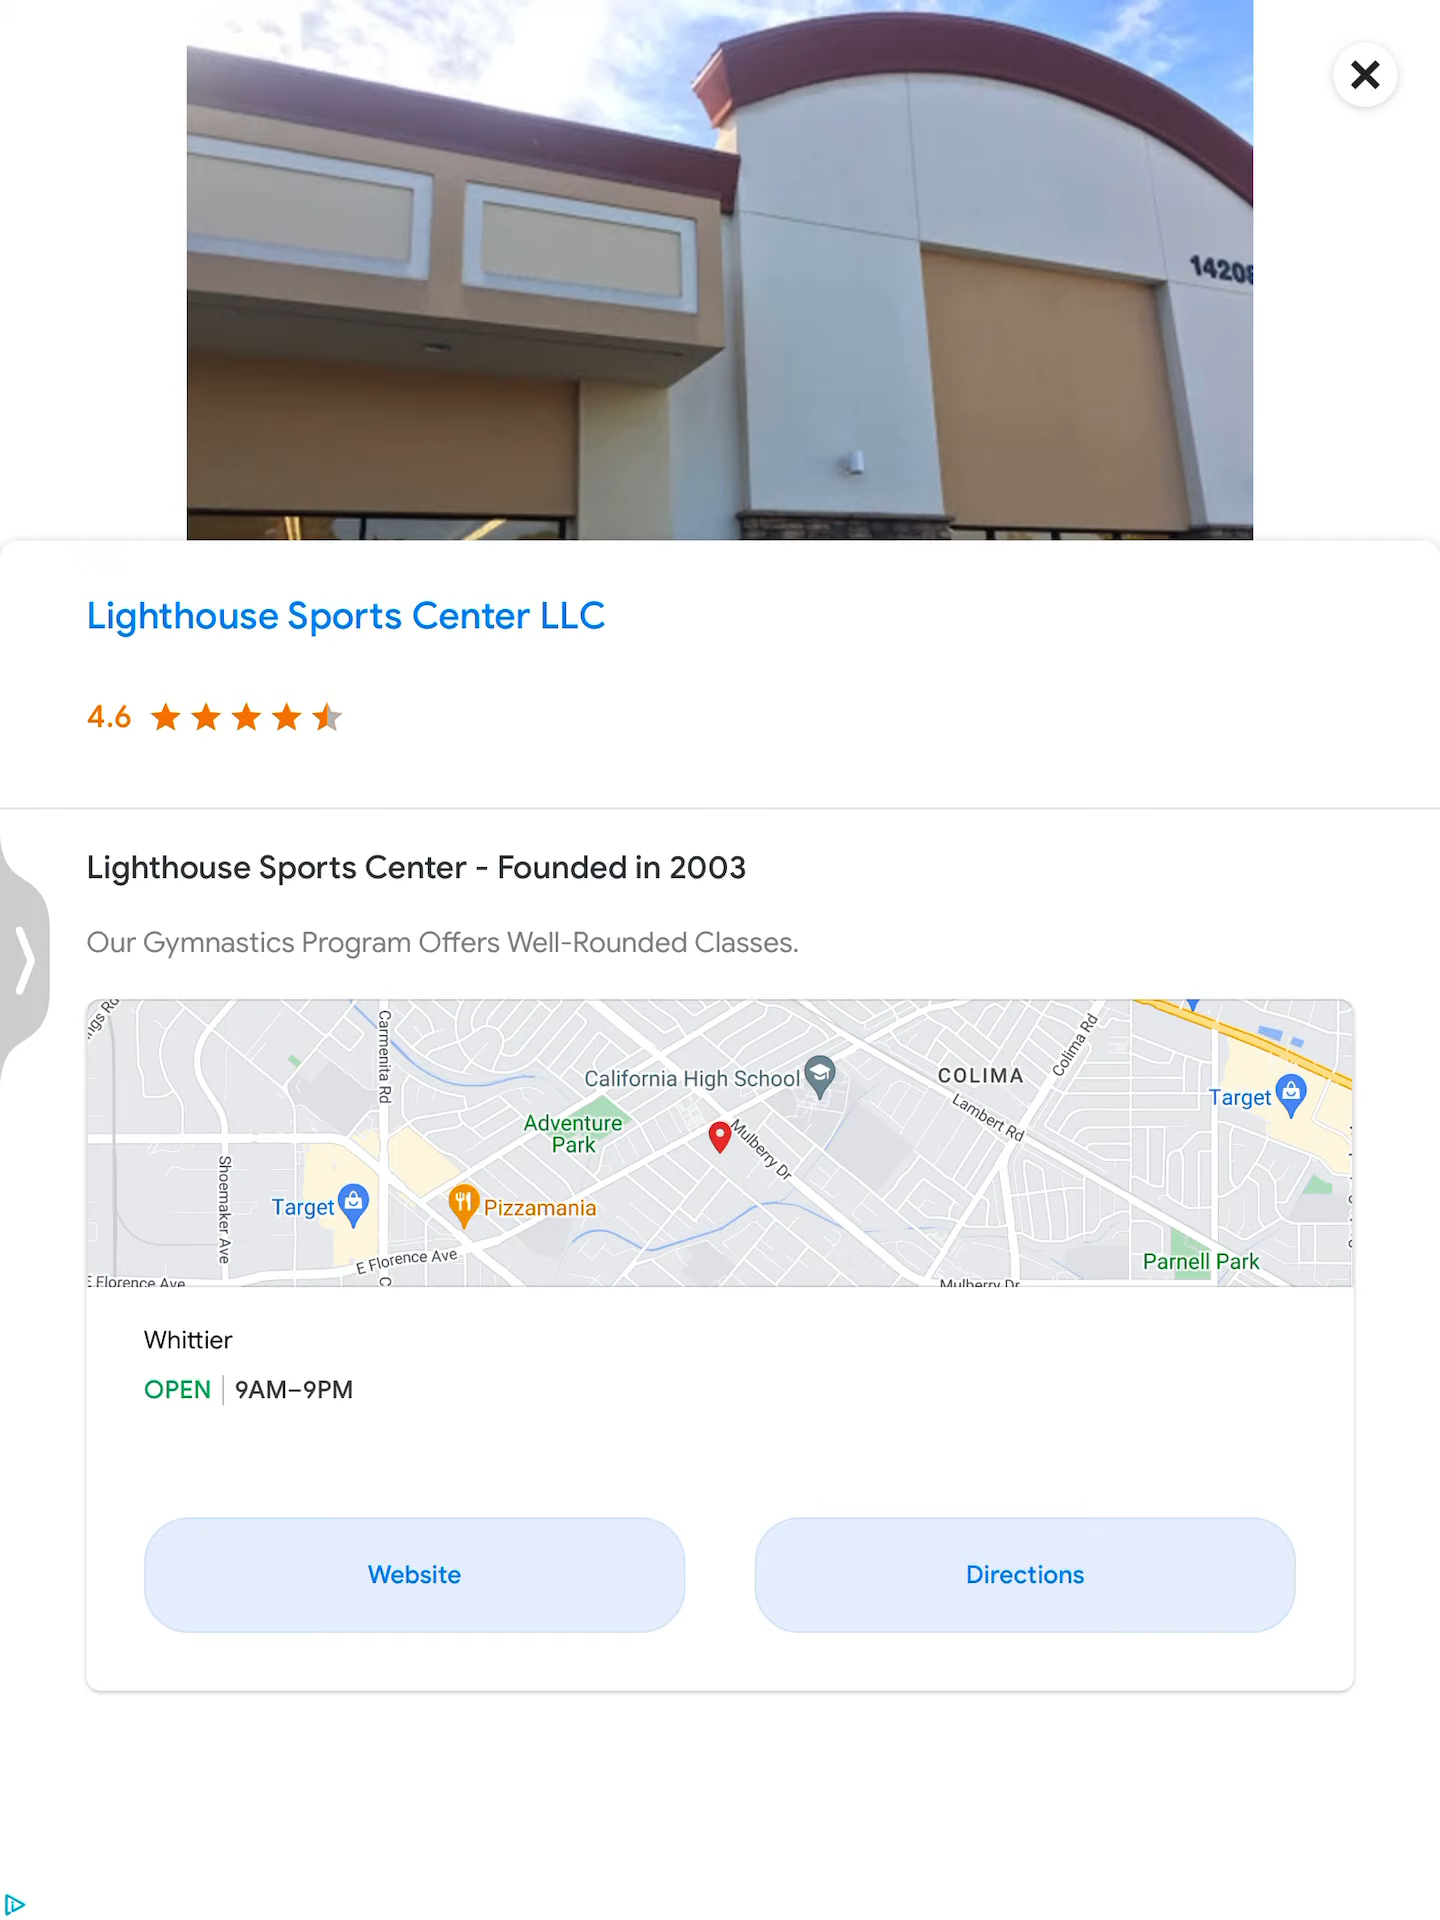 1420
Lighthouse Sports Center LLC
4.6
Lighthouse Sports Center - Founded in 2003
Our Gymnastics Program Offers Well-Rounded Classes.
Carmenita Rd
California High School
COLIMA
Colima Rd
Target
Adventure
Park
Lambert Rd
Mulberry Dr
Shoemaker Ave
Target
Pizzamania
E Florence Ave
Parnell Park
E Florence Ave
Mulberry Dr
Whittier
OPEN | 9AM–9PM
Website
Directions